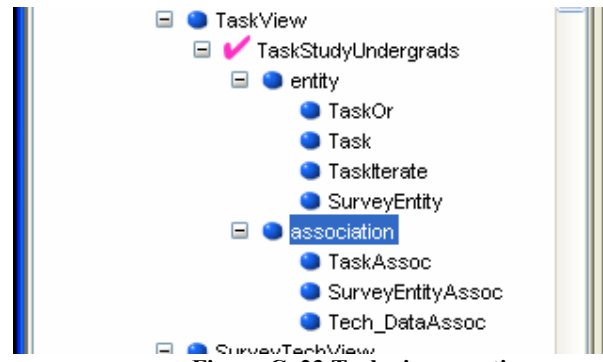 TaskView
TaskStudyUndergrads
entity
TaskOr
Task
TaskIterate
SurveyEntity
association
TaskAssoc
SurveyEntityAssoc
Tech_DataAssoc
SurveyTechView